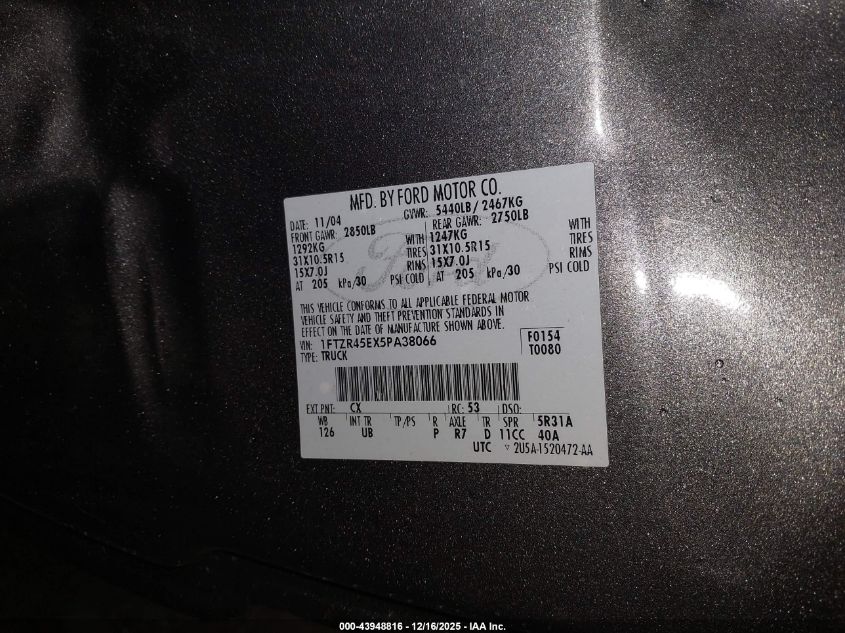 MFD. BY FORD MOTOR CO.
DATE: 11/04 GVWR: 5440LB / 2467KG
FRONT GAWR: 2850LB REAR GAWR: 2750LB
1292KG WITH 1247KG WITH
31X10.5R15 TIRES 31X10.5R15 TIRES
15X7.0J RIMS 15X7.0J RIMS
AT 205 kPa/30 PSI COLD AT 205 kPa/30 PSI COLD
Ford
THIS VEHICLE CONFORMS TO ALL APPLICABLE FEDERAL MOTOR
VEHICLE SAFETY AND THEFT PREVENTION STANDARDS IN
EFFECT ON THE DATE OF MANUFACTURE SHOWN ABOVE.
VIN: 1FTZR45EX5PA38066 F0154
TYPE: TRUCK T0080
EXT PNT: CX RC: 53 DSO:
WB INT TR TP/PS R AXLE TR SPR 5R31A
126 UB P R7 D 11CC 40A
UTC ▽ 2U5A-1520472-AA
000-43948816 - 12/16/2025 - IAA Inc.